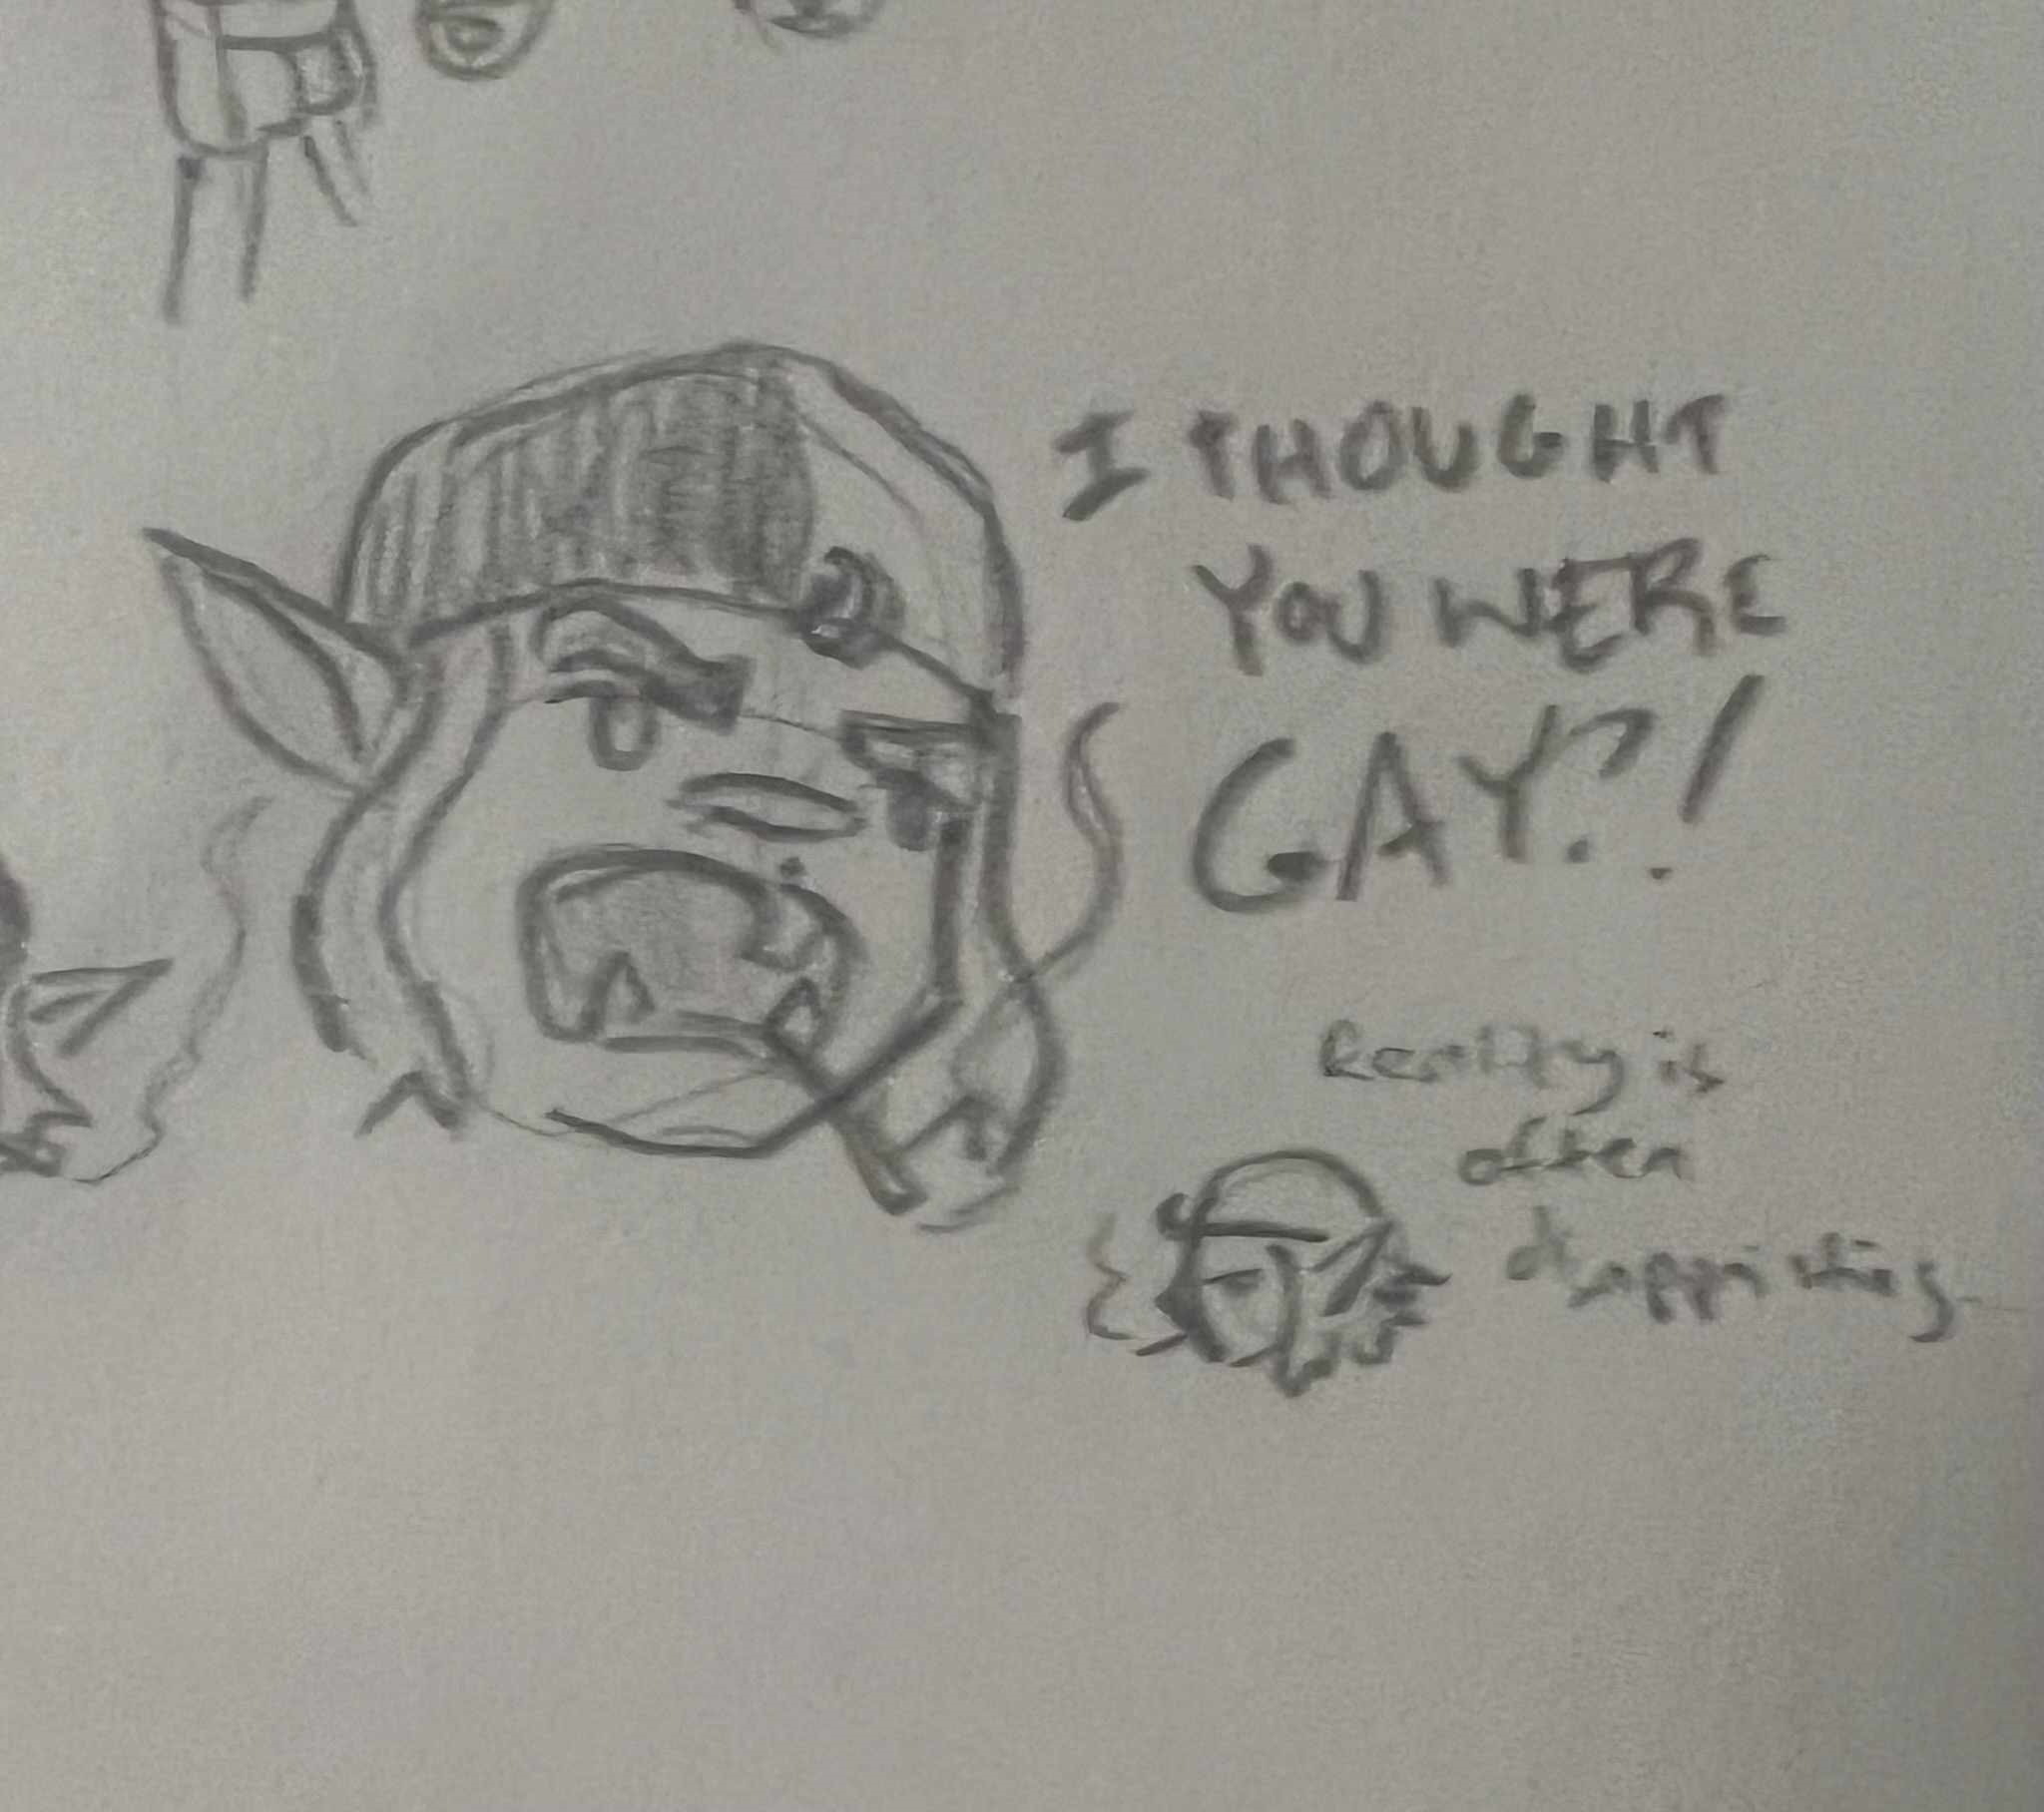 I THOUGHT
YOU WERE
GAY?!
Reality is
often
disappointing